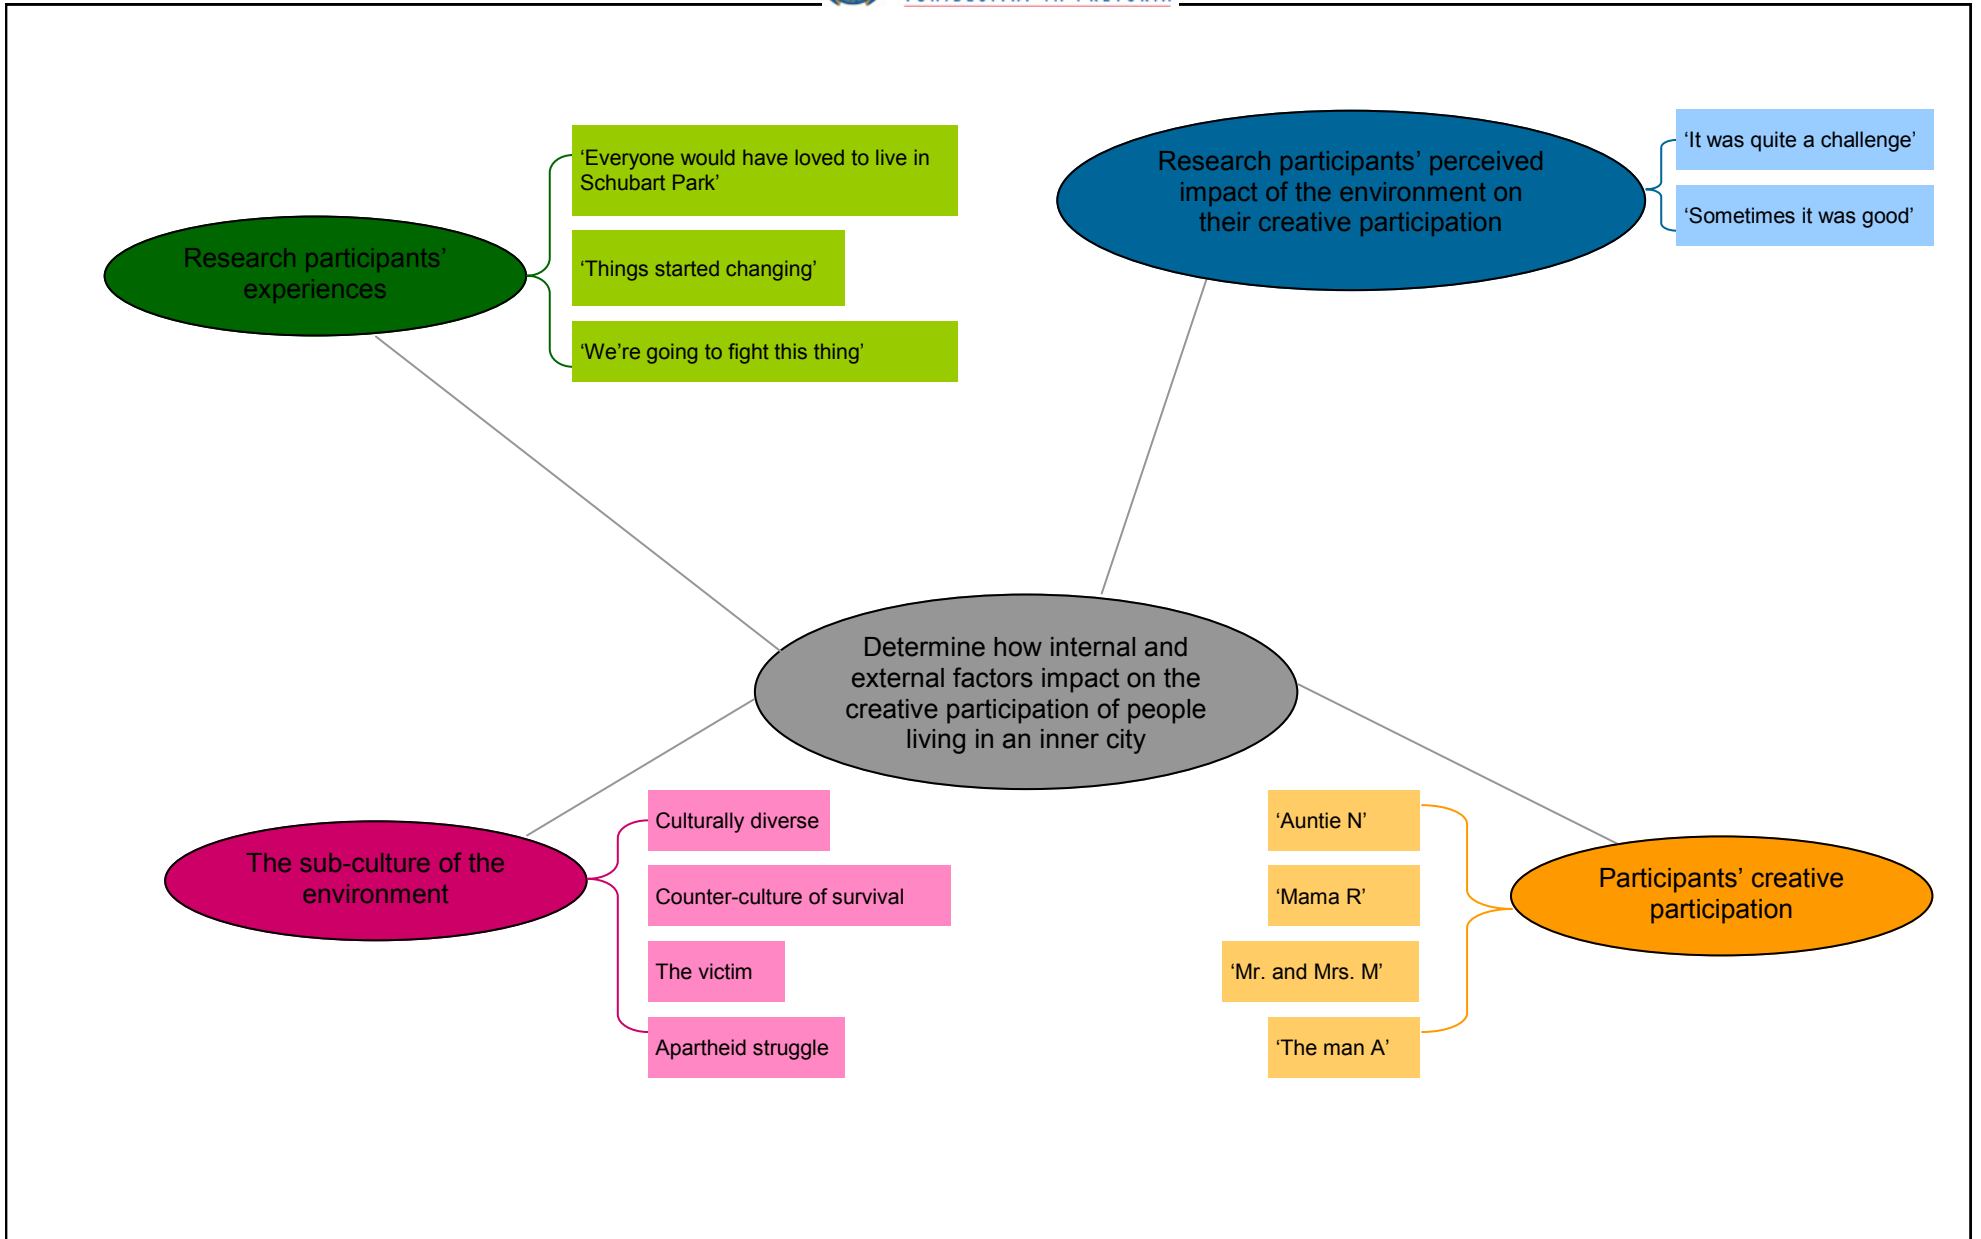 ‘Everyone would have loved to live in
Schubart Park’
Research participants’
experiences
‘Things started changing’
‘We’re going to fight this thing’
Research participants’ perceived
impact of the environment on
their creative participation
‘It was quite a challenge’
‘Sometimes it was good’
Determine how internal and
external factors impact on the
creative participation of people
living in an inner city
The sub-culture of the
environment
Culturally diverse
Counter-culture of survival
The victim
Apartheid struggle
‘Auntie N’
‘Mama R’
‘Mr. and Mrs. M’
‘The man A’
Participants’ creative
participation